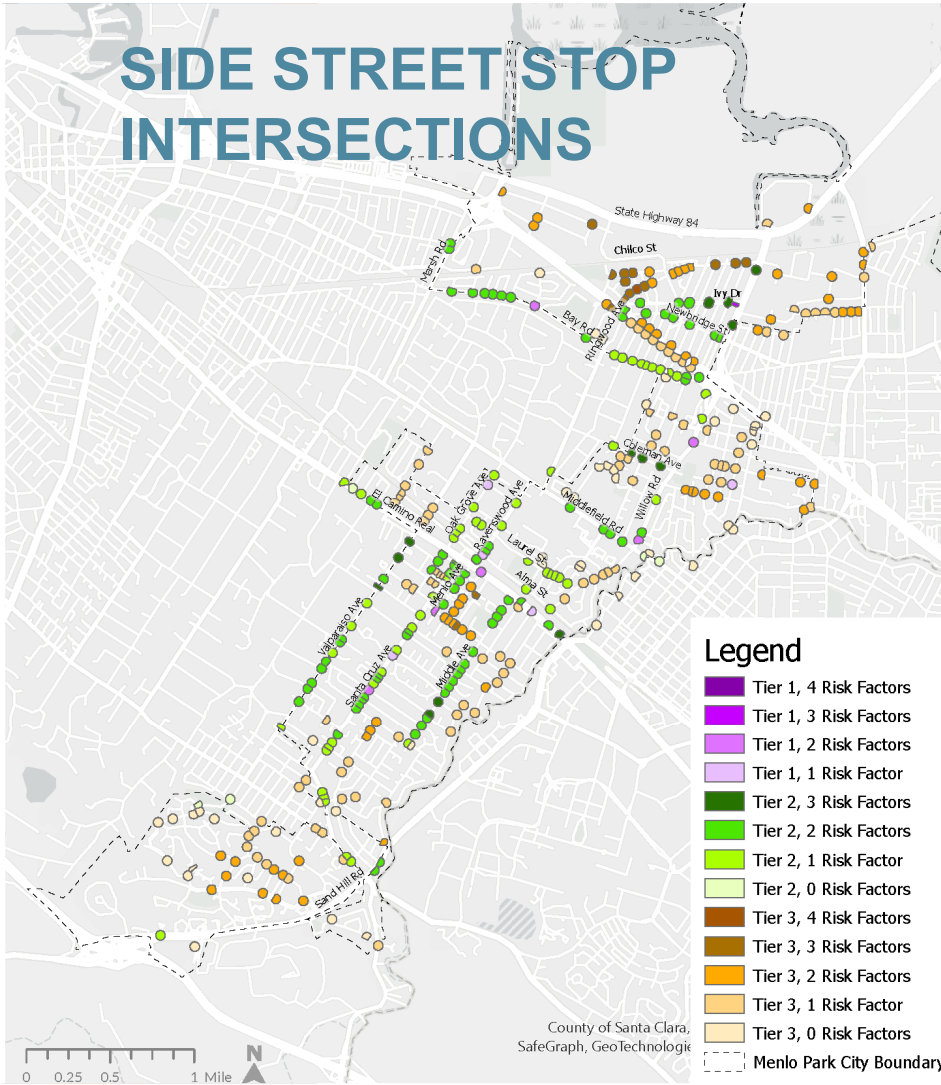 SIDE STREET STOP
INTERSECTIONS
State Highway 84
Chilco St
Marsh Rd
Ivy Dr
Newbridge St
Bay Rd
Ringwood Ave
Coleman Ave
Willow Rd
Middlefield Rd
El Camino Real
Oak Grove Ave
Ravenswood Ave
Laurel St
Alma St
Menlo Ave
Valparaiso Ave
Santa Cruz Ave
Middle Ave
Sand Hill Rd
Legend
Tier 1, 4 Risk Factors
Tier 1, 3 Risk Factors
Tier 1, 2 Risk Factors
Tier 1, 1 Risk Factor
Tier 2, 3 Risk Factors
Tier 2, 2 Risk Factors
Tier 2, 1 Risk Factor
Tier 2, 0 Risk Factors
Tier 3, 4 Risk Factors
Tier 3, 3 Risk Factors
Tier 3, 2 Risk Factors
Tier 3, 1 Risk Factor
Tier 3, 0 Risk Factors
Menlo Park City Boundary
County of Santa Clara,
SafeGraph, GeoTechnologie
N
0 0.25 0.5 1 Mile